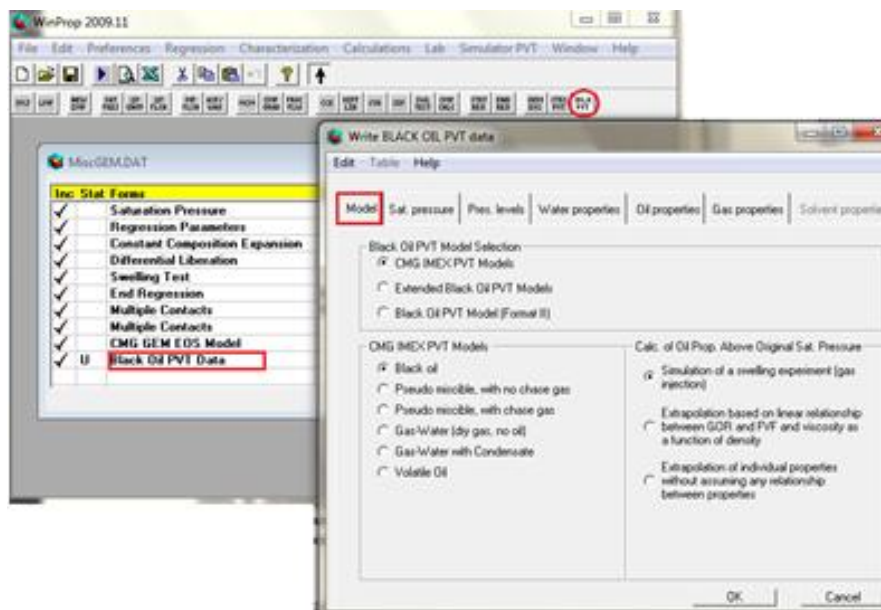 WinProp 2009.11
File Edit Preferences Regression Characterization Calculations Lab Simulator PVT Window Help
MiscGEM.DAT
Inc Stat Forms
Saturation Pressure
Regression Parameters
Constant Composition Expansion
Differential Liberation
Swelling Test
End Regression
Multiple Contacts
Multiple Contacts
CMG GEM EOS Model
U Black Oil PVT Data
Write BLACK OIL PVT data
Edit Table Help
Model Sat. pressure Pres. levels Water properties Oil properties Gas properties Solvent propertie
Black Oil PVT Model Selection
CMG IMEX PVT Models
Extended Black Oil PVT Models
Black Oil PVT Model (Format II)
CMG IMEX PVT Models
Black oil
Pseudo miscible, with no chase gas
Pseudo miscible, with chase gas
Gas-Water (dry gas, no oil)
Gas-Water with Condensate
Volatile Oil
Calc. of Oil Prop. Above Original Sat. Pressure
Simulation of a swelling experiment (gas
injection)
Extrapolation based on linear relationship
between GOR and FVF and viscosity as
a function of density
Extrapolation of individual properties
without assuming any relationship
between properties
OK Cancel